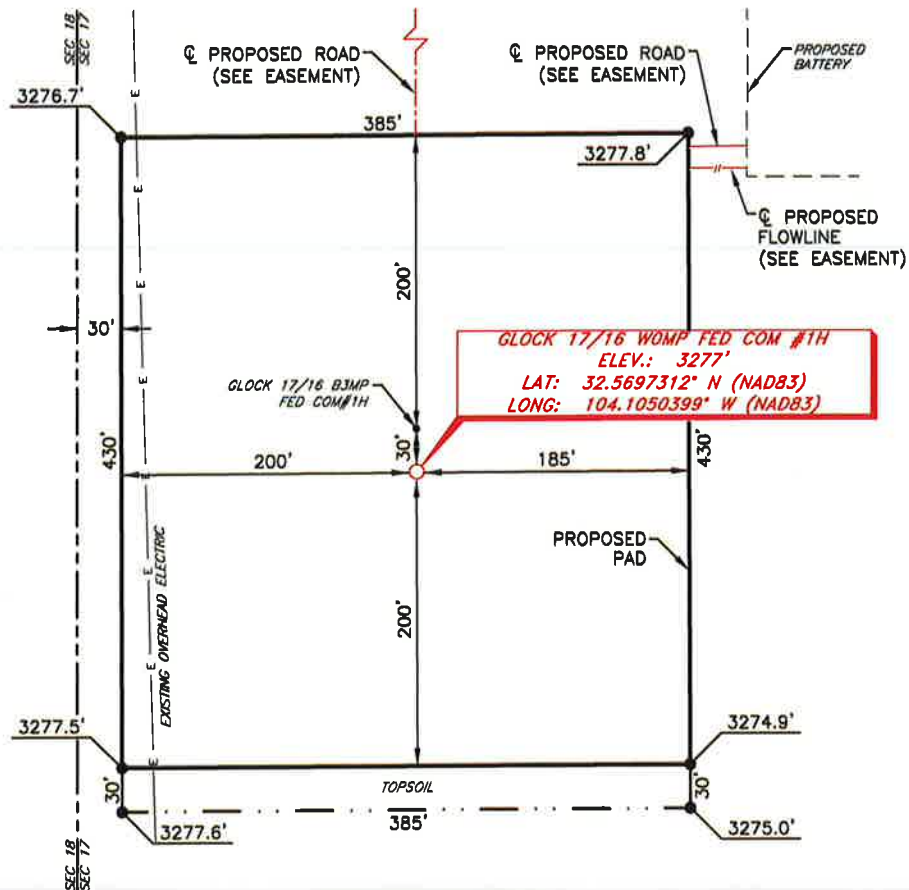 SEC 18
SEC 17
℄ PROPOSED ROAD
(SEE EASEMENT)
℄ PROPOSED ROAD
(SEE EASEMENT)
PROPOSED
BATTERY
3276.7'
E
385'
3277.8'
E
℄ PROPOSED
FLOWLINE
(SEE EASEMENT)
200'
E
30'
GLOCK 17/16 W0MP FED COM #1H
ELEV.: 3277'
LAT: 32.5697312° N (NAD83)
LONG: 104.1050399° W (NAD83)
E
GLOCK 17/16 B3MP
FED COM#1H
30'
430'
430'
200'
185'
E
PROPOSED
PAD
EXISTING OVERHEAD ELECTRIC
E
200'
E
3277.5'
3274.9'
E
TOPSOIL
30'
30'
385'
3277.6'
3275.0'
SEC 18
SEC 17